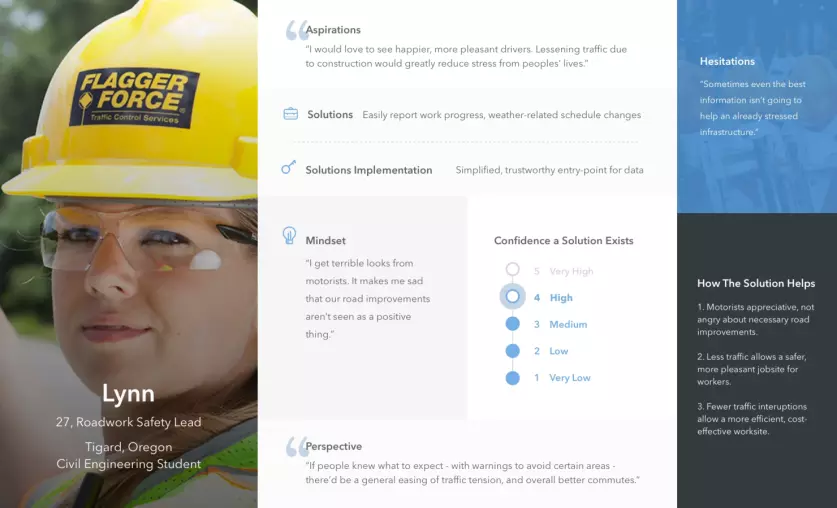 FLAGGER
FORCE
Traffic Control Services
Lynn
27, Roadwork Safety Lead
Tigard, Oregon
Civil Engineering Student
Aspirations
“I would love to see happier, more pleasant drivers. Lessening traffic due
to construction would greatly reduce stress from peoples’ lives.”
Solutions Easily report work progress, weather-related schedule changes
Solutions Implementation Simplified, trustworthy entry-point for data
Mindset
“I get terrible looks from
motorists. It makes me sad
that our road improvements
aren't seen as a positive
thing.”
Confidence a Solution Exists
5 Very High
4 High
3 Medium
2 Low
1 Very Low
Perspective
“If people knew what to expect - with warnings to avoid certain areas -
there’d be a general easing of traffic tension, and overall better commutes.”
Hesitations
“Sometimes even the best
information isn’t going to
help an already stressed
infrastructure.”
How The Solution Helps
1. Motorists appreciative, not
angry about necessary road
improvements.
2. Less traffic allows a safer,
more pleasant jobsite for
workers.
3. Fewer traffic interuptions
allow a more efficient, cost-
effective worksite.